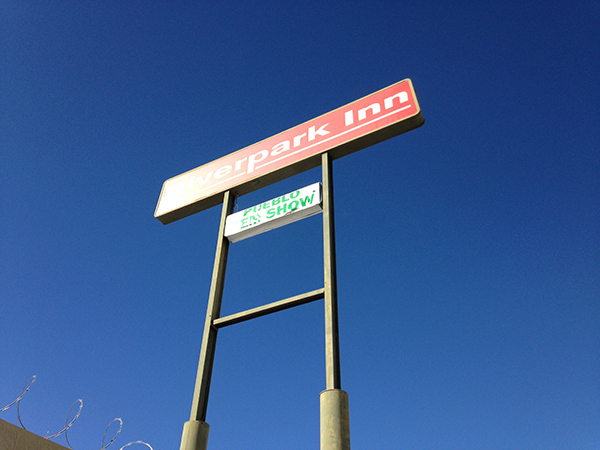 verpark Inn
PUEBLO
EN SHOW